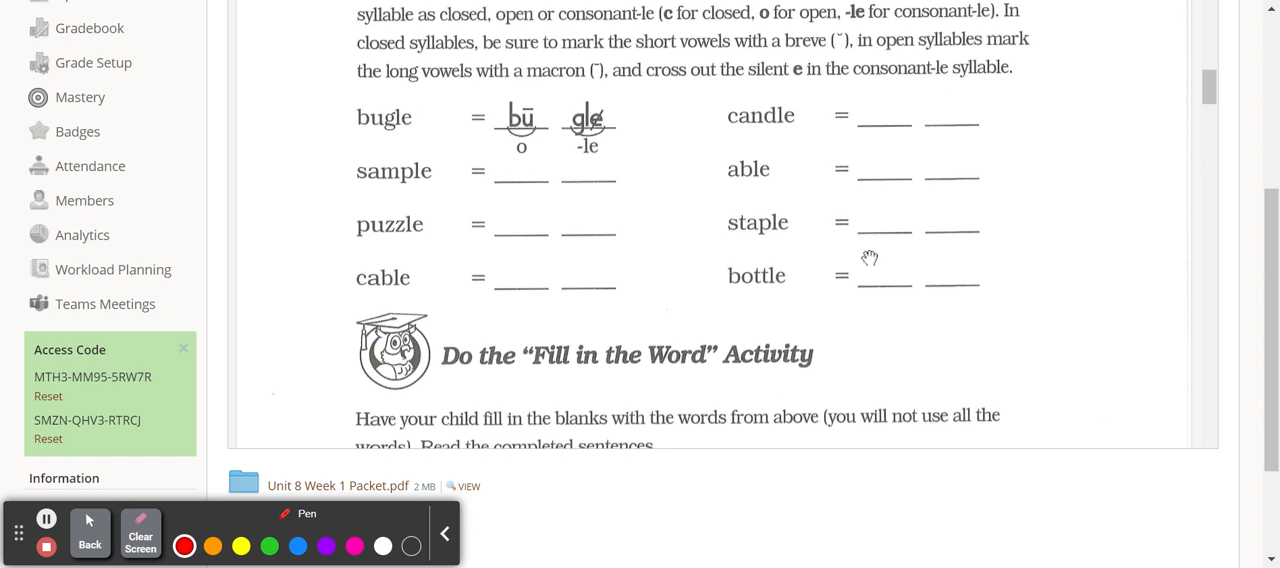 Gradebook
Grade Setup
Mastery
Badges
Attendance
Members
Analytics
Workload Planning
Teams Meetings
Access Code
MTH3-MM95-5RW7R
Reset
SMZN-QHV3-RTRCJ
Reset
Information
syllable as closed, open or consonant-le (c for closed, o for open, -le for consonant-le). In
closed syllables, be sure to mark the short vowels with a breve (˘), in open syllables mark
the long vowels with a macron (¯), and cross out the silent e in the consonant-le syllable.
bugle = bū gle
o -le
candle =
sample =
able =
puzzle =
staple =
cable =
bottle =
Do the “Fill in the Word” Activity
Have your child fill in the blanks with the words from above (you will not use all the
words). Read the completed sentences
Unit 8 Week 1 Packet.pdf 2 MB VIEW
Pen
Back
Clear
Screen